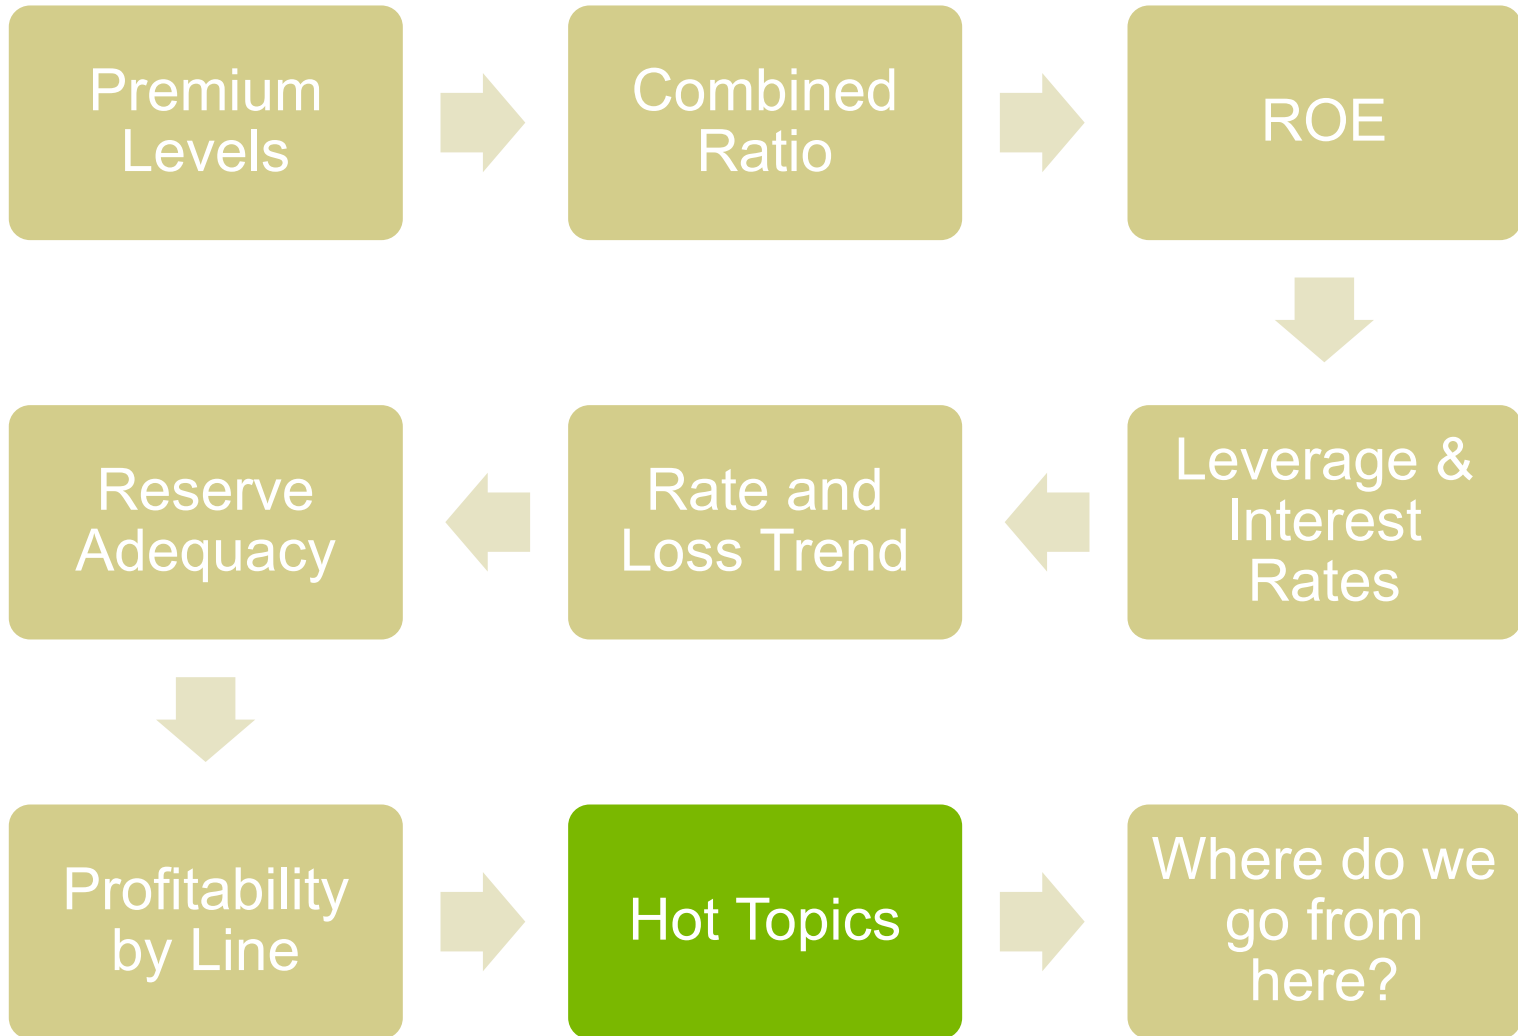 Premium
Levels
Combined
Ratio
ROE
Leverage &
Interest
Rates
Rate and
Loss Trend
Reserve
Adequacy
Profitability
by Line
Hot Topics
Where do we
go from
here?